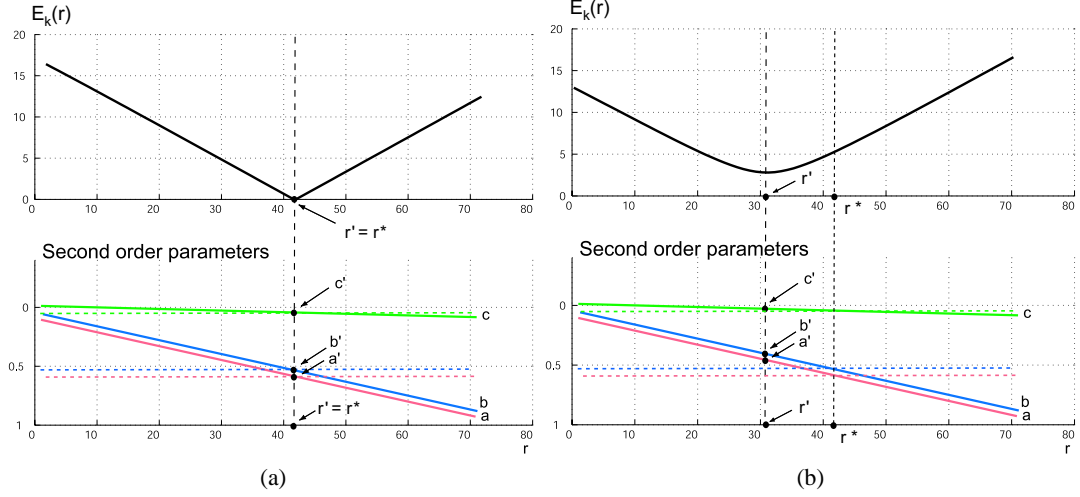 E_k(r)
20
15
10
5
0
0 10 20 30 40 50 60 70 80
r' = r*
Second order parameters
0
0.5
1
c'
b'
a'
r' = r*
c
b
a
r
(a)
E_k(r)
20
15
10
5
0
0 10 20 30 40 50 60 70 80
r'
r *
Second order parameters
0
0,5
1
c'
b'
a'
r'
r *
c
b
a
r
(b)